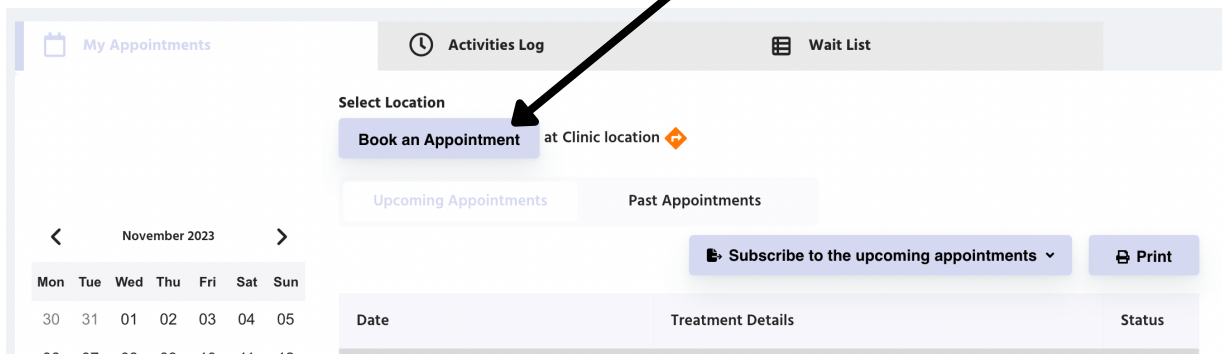 My Appointments
Activities Log
Wait List
Select Location
Book an Appointment
at Clinic location
Upcoming Appointments
Past Appointments
November 2023
Subscribe to the upcoming appointments
Print
Mon Tue Wed Thu Fri Sat Sun
30 31 01 02 03 04 05
Date
Treatment Details
Status